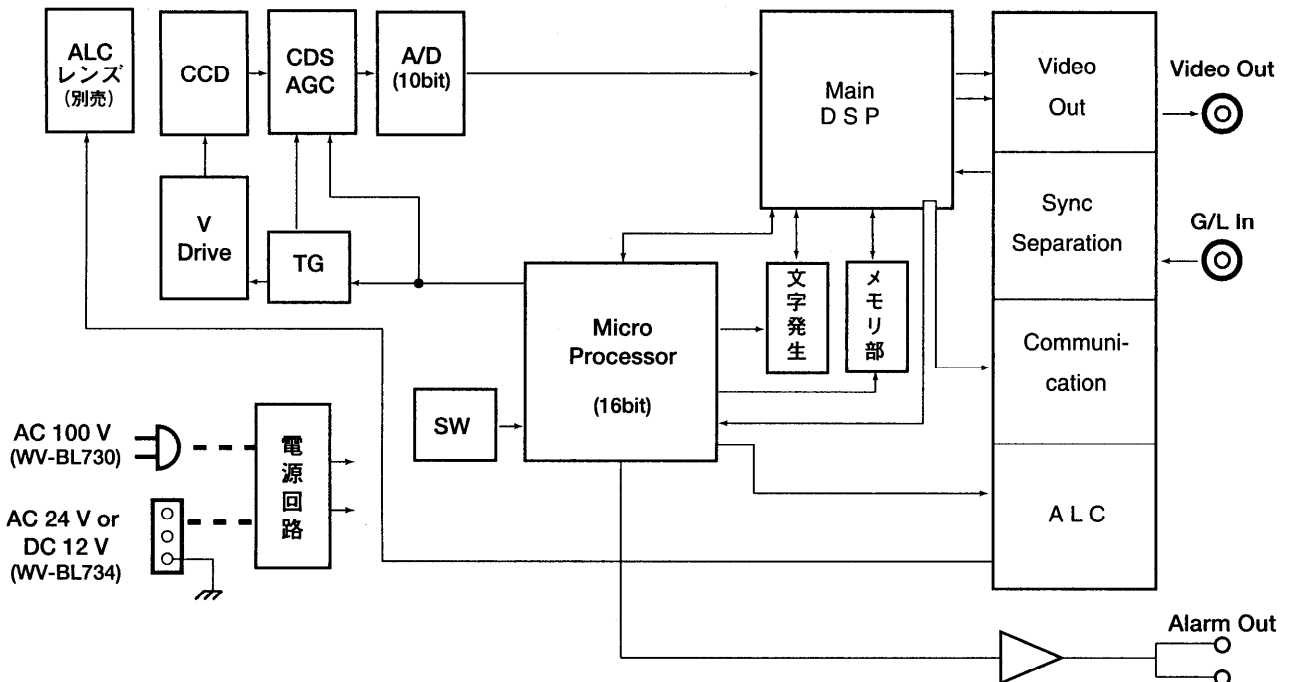 ALC
レンズ
(別売)
CCD
CDS
AGC
A/D
(10bit)
Main
D S P
Video
Out
Video Out
V
Drive
TG
Sync
Separation
G/L In
Micro
Processor
(16bit)
文字発生
メモリ部
Communi-
cation
SW
AC 100 V
(WV-BL730)
電源回路
AC 24 V or
DC 12 V
(WV-BL734)
A L C
Alarm Out